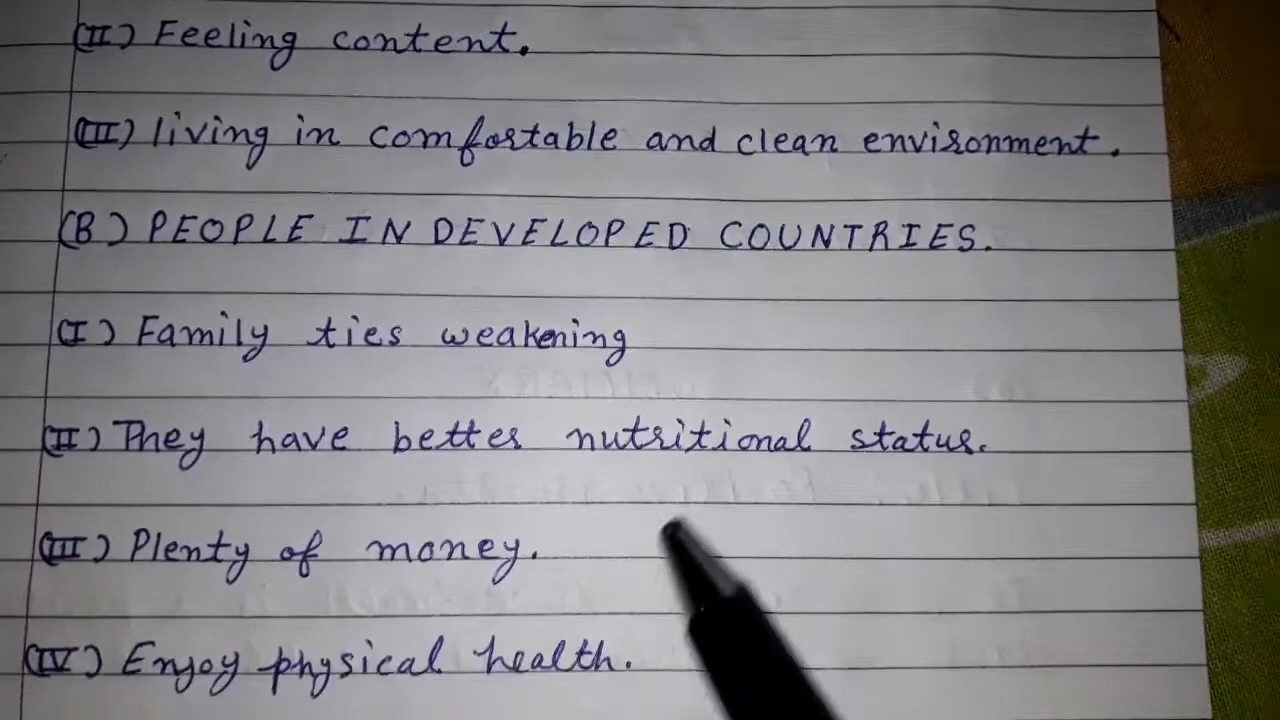 (II) Feeling content.
(III) living in comfortable and clean environment.
(B) PEOPLE IN DEVELOPED COUNTRIES.
(I) Family ties weakening
(II) They have better nutritional status.
(III) Plenty of money.
(IV) Enjoy physical health.